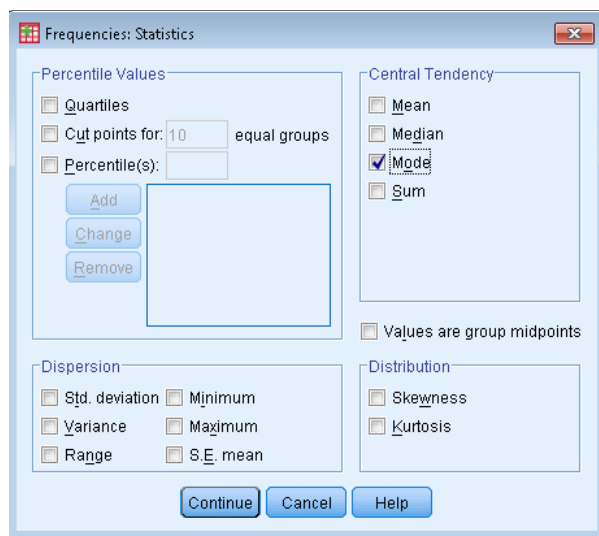 Frequencies: Statistics
Percentile Values
Quartiles
Cut points for: 10 equal groups
Percentile(s):
Add
Change
Remove
Central Tendency
Mean
Median
Mode
Sum
Values are group midpoints
Dispersion
Std. deviation Minimum
Variance Maximum
Range S.E. mean
Distribution
Skewness
Kurtosis
Continue Cancel Help